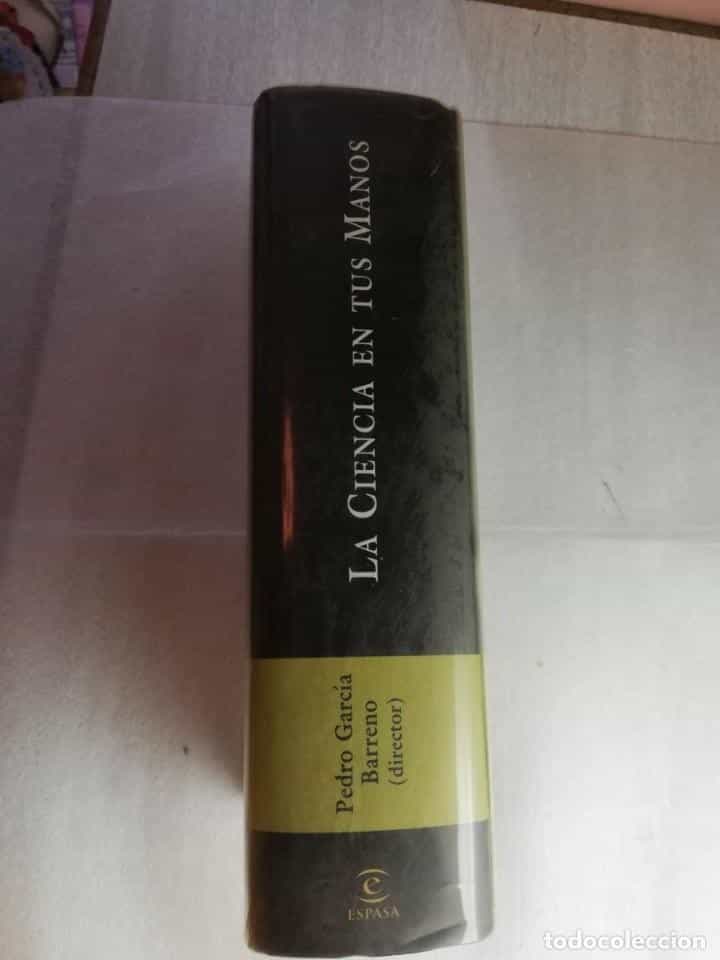 LA CIENCIA EN TUS MANOS
Pedro García
Barreno
(director)
e
ESPASA
todocoleccion